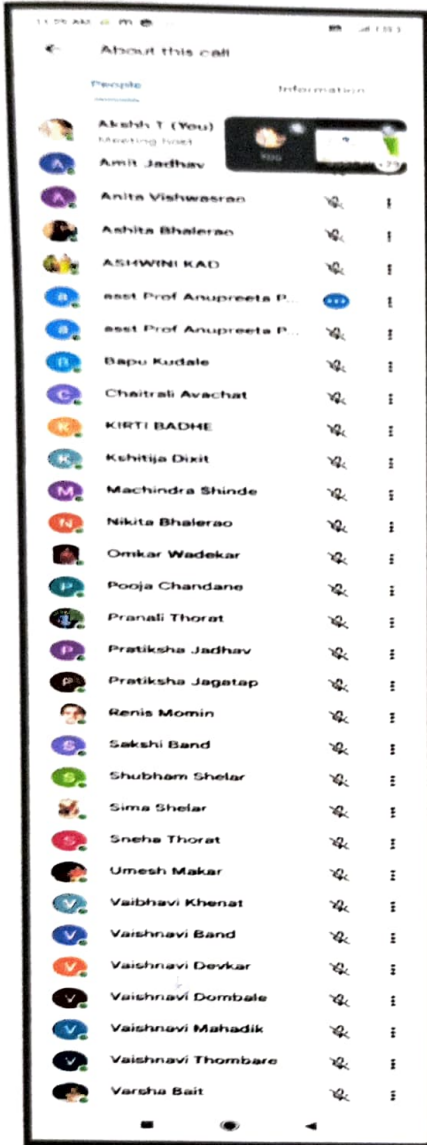 About this call
People
Information
Akshh T (You)
Meeting host
YOU
Amit Jadhav
A
Anita Vishwasrao
A
Ashita Bhalerao
ASHWINI KAD
asst Prof Anupreeta P...
a
asst Prof Anupreeta P...
a
Bapu Kudale
B
Chaitrali Avachat
C
KIRTI BADHE
K
Kshitija Dixit
K
Machindra Shinde
M
Nikita Bhalerao
N
Omkar Wadekar
Pooja Chandane
P
Pranali Thorat
Pratiksha Jadhav
P
Pratiksha Jagatap
P
Renis Momin
Sakshi Band
S
Shubham Shelar
S
Sima Shelar
Sneha Thorat
S
Umesh Makar
Vaibhavi Khenat
V
Vaishnavi Band
V
Vaishnavi Devkar
V
Vaishnavi Dombale
V
Vaishnavi Mahadik
V
Vaishnavi Thombare
V
Varsha Bait